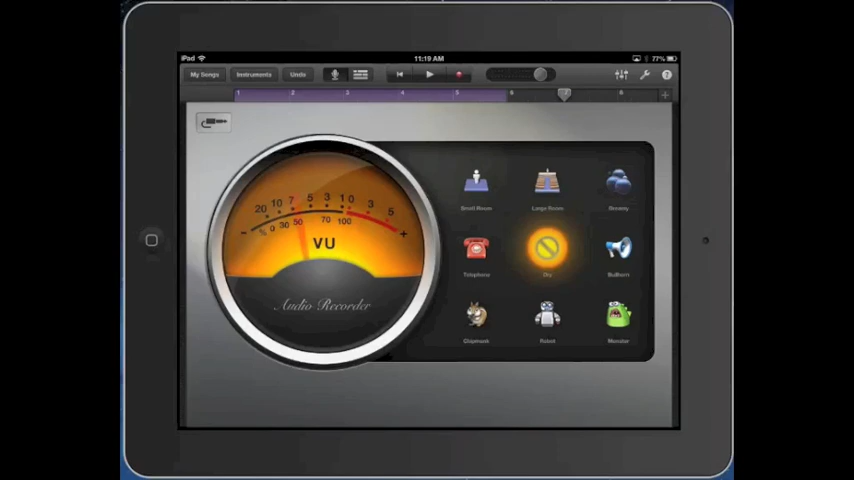 iPad 11:19 AM 77%
My Songs Instruments Undo
1 2 3 4 5 6 7 8 +
20 10 7 5 3 1 0 3 5
- % 0 30 50 70 100 +
VU
Audio Recorder
Small Room Large Room Dreamy
Telephone Dry Bullhorn
Chipmunk Robot Monster